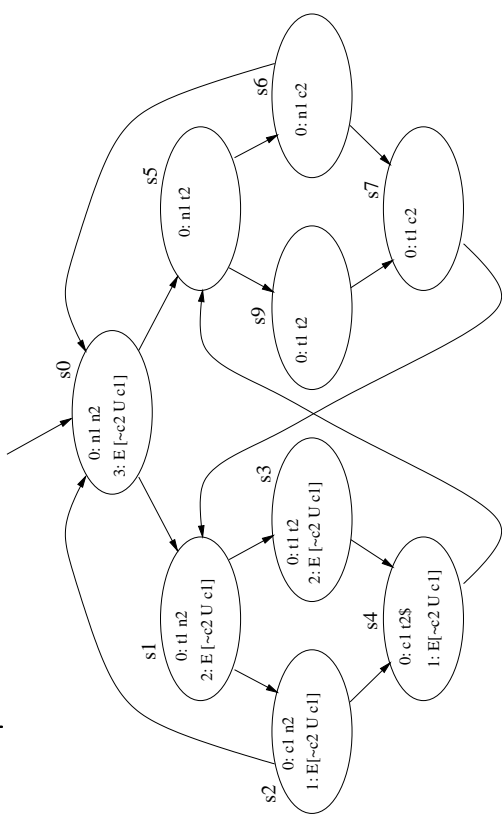 s0
0: n1 n2
3: E [~c2 U c1]
s1
0: t1 n2
2: E [~c2 U c1]
s5
0: n1 t2
s2
0: c1 n2
1: E[~c2 U c1]
s3
0: t1 t2
2: E [~c2 U c1]
s9
0: t1 t2
s6
0: n1 c2
s4
0: c1 t2$
1: E[~c2 U c1]
s7
0: t1 c2